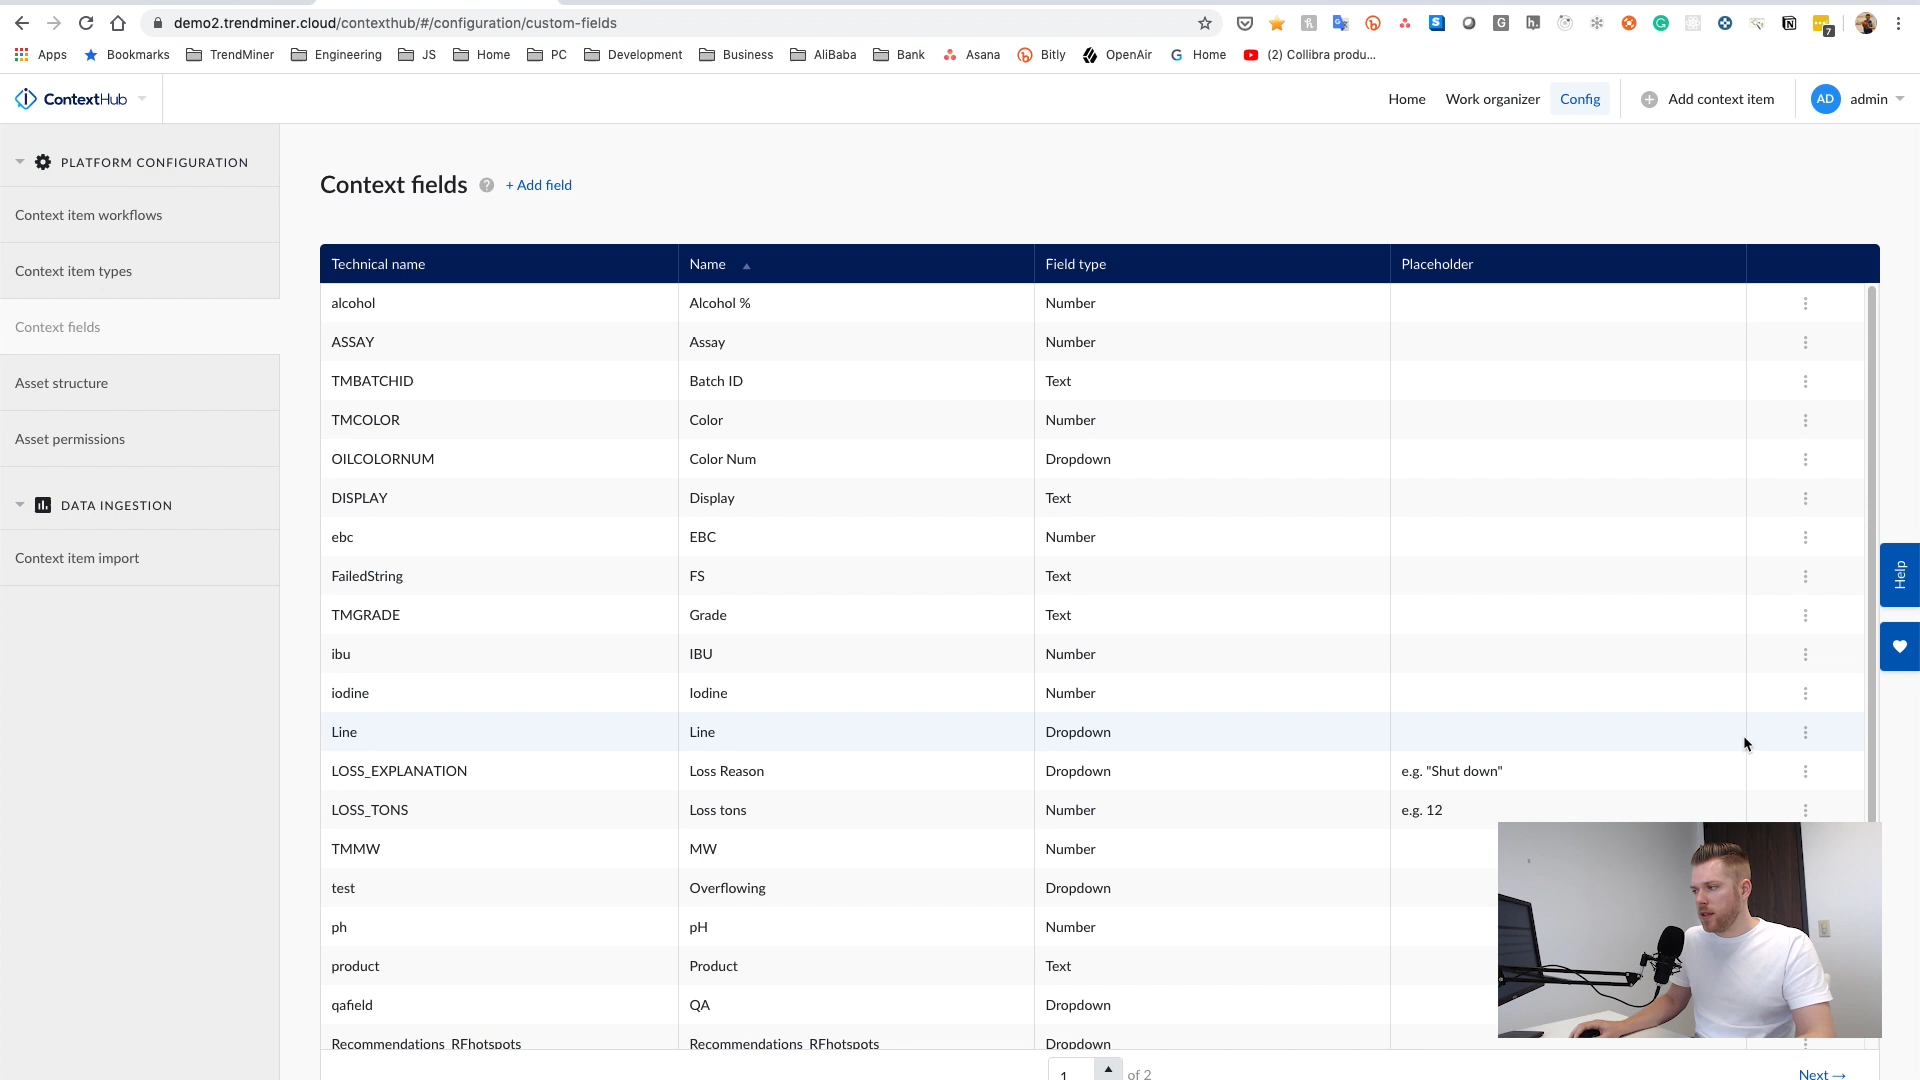 demo2.trendminer.cloud/contexthub/#/configuration/custom-fields
7
Apps Bookmarks TrendMiner Engineering JS Home PC Development Business AliBaba Bank Asana Bitly OpenAir Home (2) Collibra produ...
ContextHub
Home Work organizer Config Add context item AD admin
PLATFORM CONFIGURATION
Context item workflows
Context item types
Context fields
Asset structure
Asset permissions
DATA INGESTION
Context item import
Context fields ? + Add field
Technical name Name Field type Placeholder
alcohol Alcohol % Number
ASSAY Assay Number
TMBATCHID Batch ID Text
TMCOLOR Color Number
OILCOLORNUM Color Num Dropdown
DISPLAY Display Text
ebc EBC Number
FailedString FS Text
TMGRADE Grade Text
ibu IBU Number
iodine Iodine Number
Line Line Dropdown
LOSS_EXPLANATION Loss Reason Dropdown e.g. "Shut down"
LOSS_TONS Loss tons Number e.g. 12
TMMW MW Number
test Overflowing Dropdown
ph pH Number
product Product Text
qafield QA Dropdown
Recommendations_RFhotspots Recommendations_RFhotspots Dropdown
1 of 2
Next →
Help